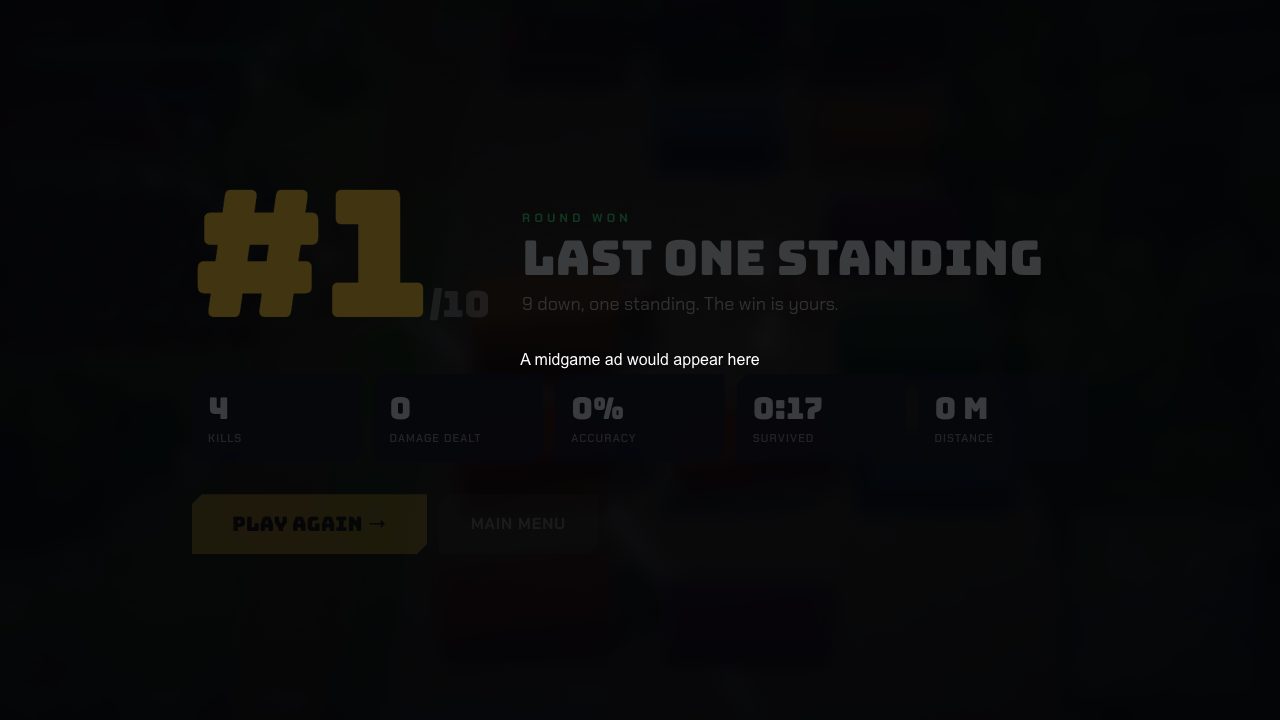 #1/10
ROUND WON
LAST ONE STANDING
9 down, one standing. The win is yours.
A midgame ad would appear here
4
KILLS
0
DAMAGE DEALT
0%
ACCURACY
0:17
SURVIVED
0 M
DISTANCE
PLAY AGAIN →
MAIN MENU